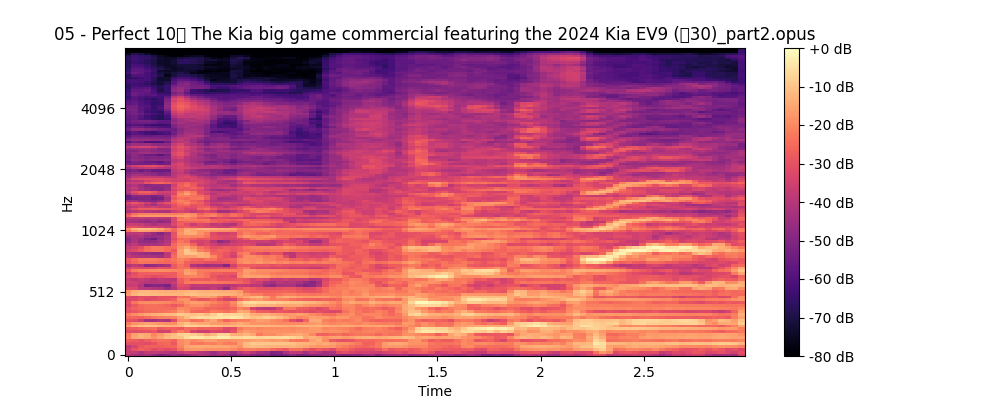 05 - Perfect 10▯ The Kia big game commercial featuring the 2024 Kia EV9 (▯30)_part2.opus
+0 dB
4096
-10 dB
-20 dB
2048
-30 dB
Hz
-40 dB
1024
-50 dB
512
-60 dB
-70 dB
0
-80 dB
0 0.5 1 1.5 2 2.5
Time